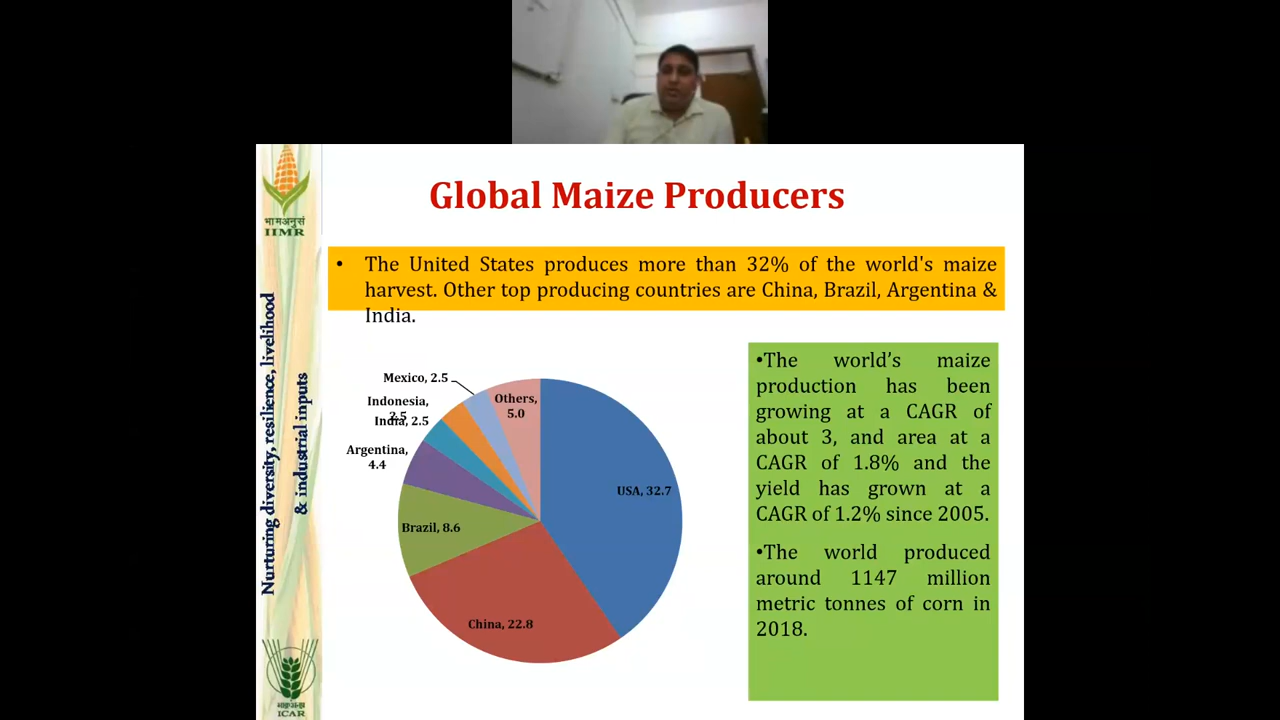 Global Maize Producers
भा म अनु सं
IIMR
• The United States produces more than 32% of the world's maize
harvest. Other top producing countries are China, Brazil, Argentina &
India.
Nurturing diversity, resilience, livelihood
& industrial inputs
Mexico, 2.5
Others,
5.0
Indonesia,
2.5
India, 2.5
Argentina,
4.4
USA, 32.7
Brazil, 8.6
China, 22.8
•The world’s maize
production has been
growing at a CAGR of
about 3, and area at a
CAGR of 1.8% and the
yield has grown at a
CAGR of 1.2% since 2005.
•The world produced
around 1147 million
metric tonnes of corn in
2018.
ICAR